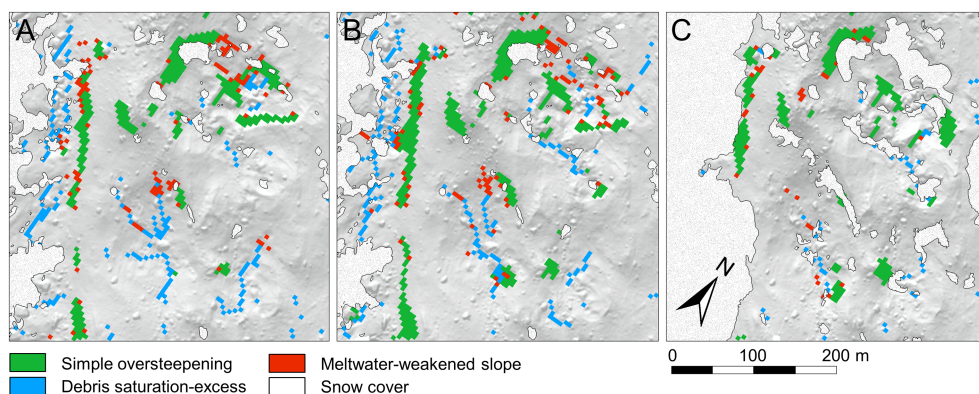 A B C
N
Simple oversteepening Meltwater-weakened slope 0 100 200 m
Debris saturation-excess Snow cover